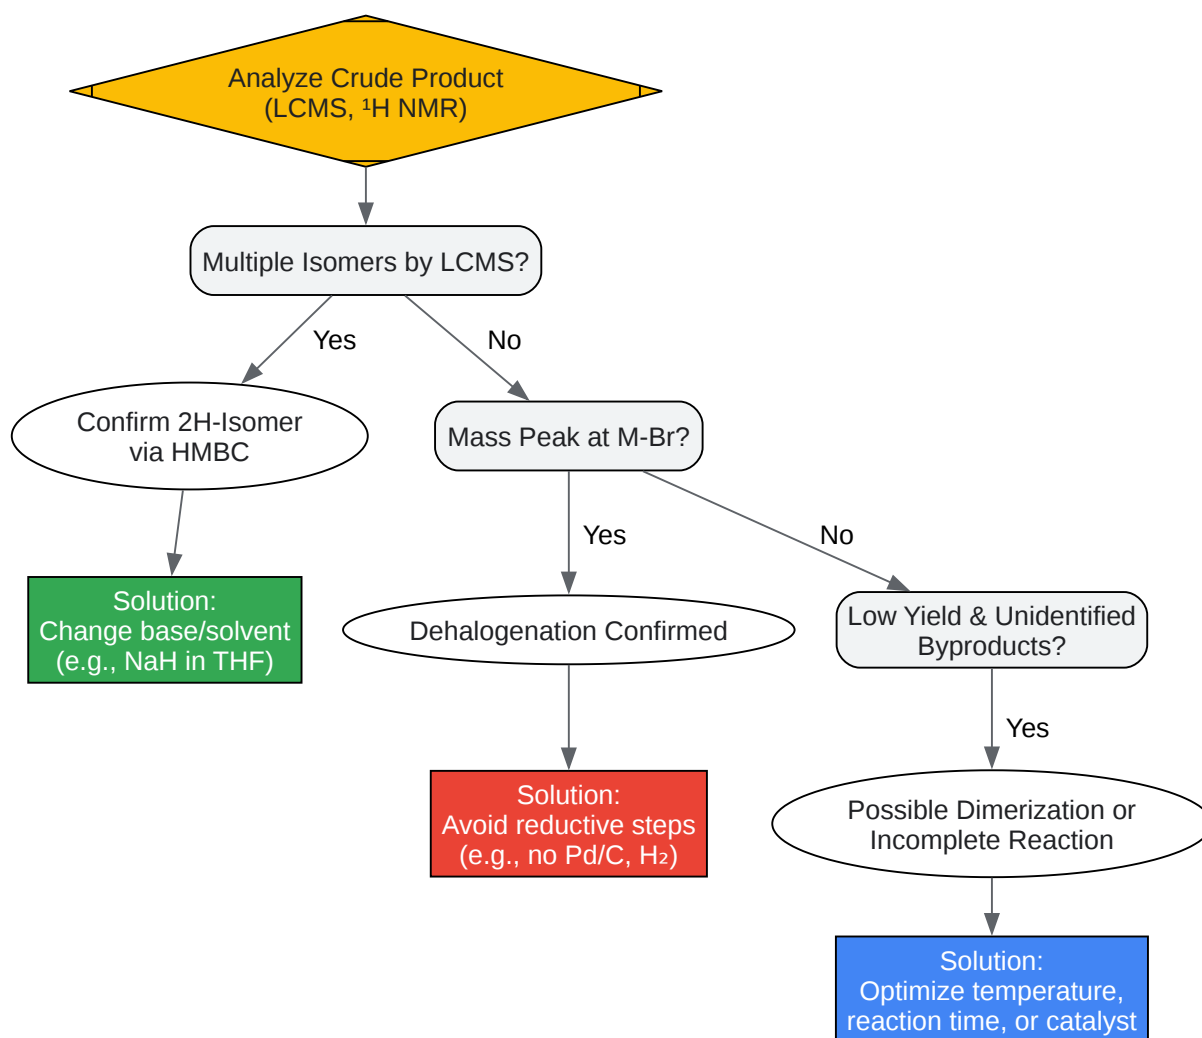 Analyze Crude Product
(LCMS, ¹H NMR)
Multiple Isomers by LCMS?
Yes
No
Confirm 2H-Isomer
via HMBC
Mass Peak at M-Br?
Solution:
Change base/solvent
(e.g., NaH in THF)
Yes
No
Dehalogenation Confirmed
Low Yield & Unidentified
Byproducts?
Yes
Solution:
Avoid reductive steps
(e.g., no Pd/C, H₂)
Possible Dimerization or
Incomplete Reaction
Solution:
Optimize temperature,
reaction time, or catalyst